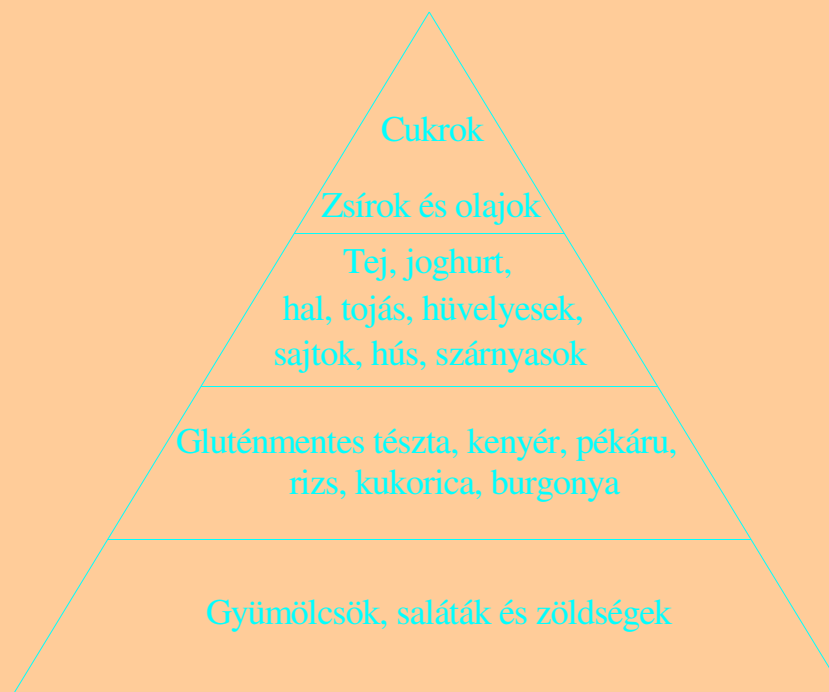 Cukrok
Zsírok és olajok
Tej, joghurt,
hal, tojás, hüvelyesek,
sajtok, hús, szárnyasok
Gluténmentes tészta, kenyér, pékáru,
rizs, kukorica, burgonya
Gyümölcsök, saláták és zöldségek